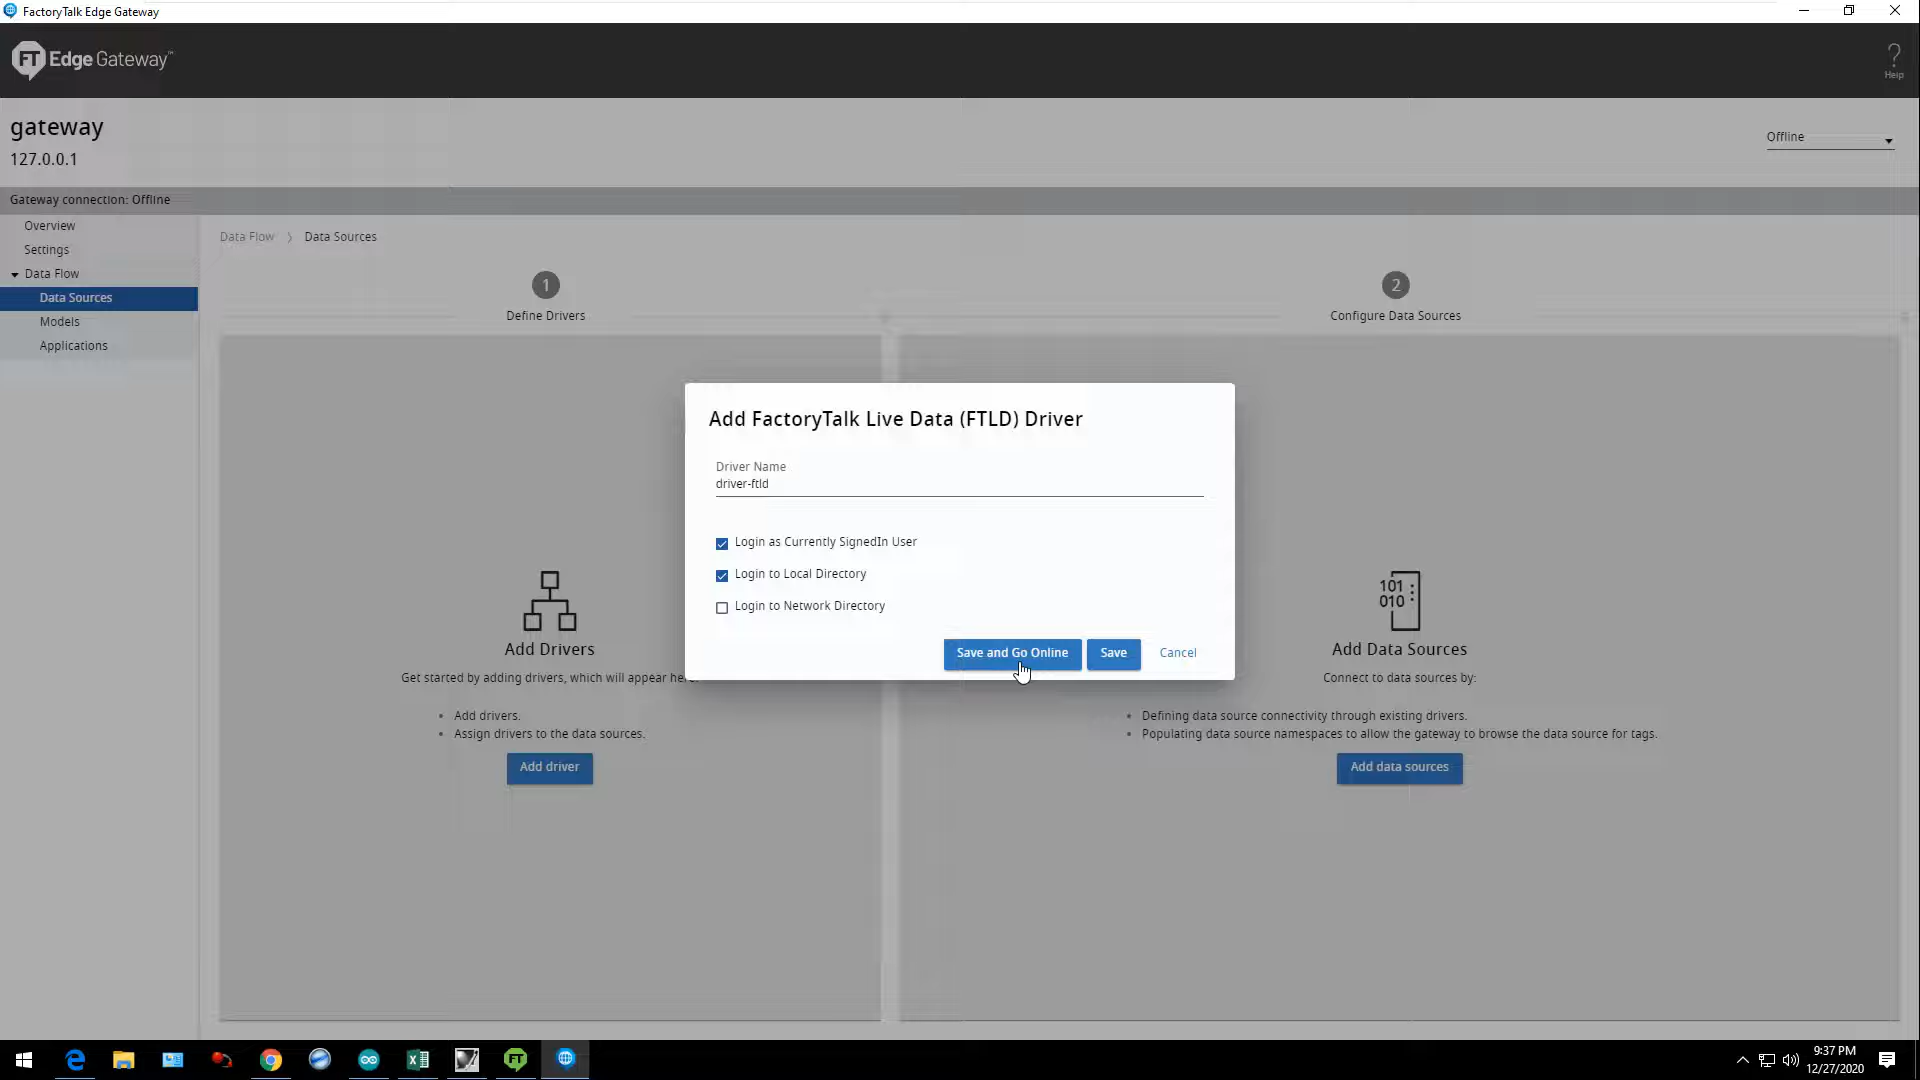 FactoryTalk Edge Gateway
FT Edge Gateway™
Help
gateway
127.0.0.1
Offline
Gateway connection: Offline
Overview
Settings
Data Flow
Data Sources
Models
Applications
Data Flow 〉 Data Sources
1
Define Drivers
2
Configure Data Sources
Add FactoryTalk Live Data (FTLD) Driver
Driver Name
driver-ftld
Login as Currently SignedIn User
Login to Local Directory
Login to Network Directory
Save and Go Online
Save
Cancel
Add Drivers
Get started by adding drivers, which will appear here.
• Add drivers.
• Assign drivers to the data sources.
Add driver
101
010
Add Data Sources
Connect to data sources by:
• Defining data source connectivity through existing drivers.
• Populating data source namespaces to allow the gateway to browse the data source for tags.
Add data sources
FT
9:37 PM
12/27/2020